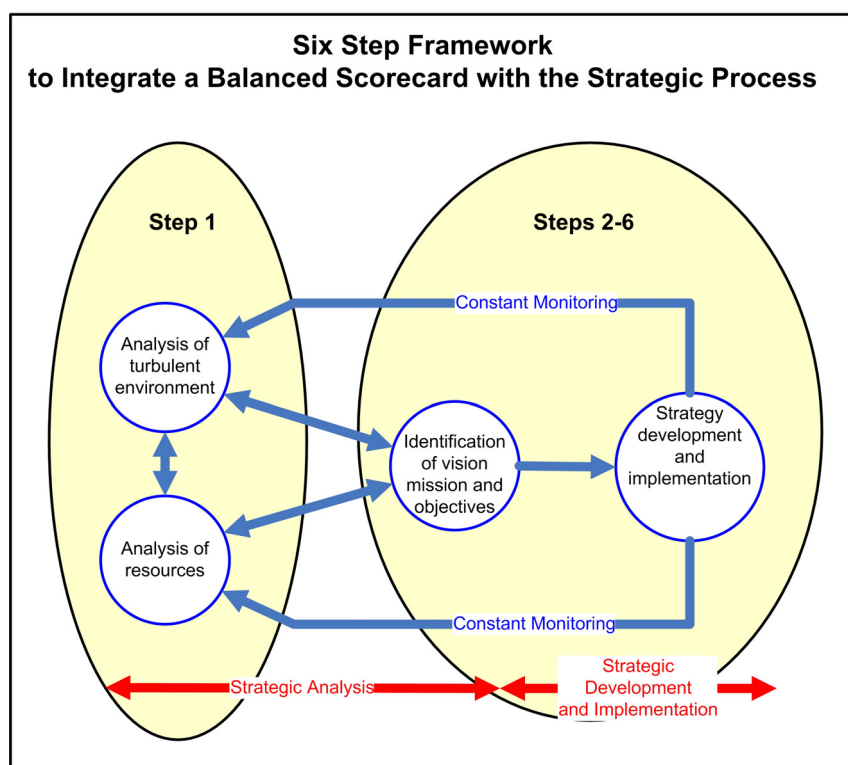 Six Step Framework
to Integrate a Balanced Scorecard with the Strategic Process
Step 1
Steps 2-6
Constant Monitoring
Analysis of
turbulent
environment
Identification
of vision
mission and
objectives
Strategy
development
and
implementation
Analysis of
resources
Constant Monitoring
Strategic Analysis
Strategic
Development
and Implementation